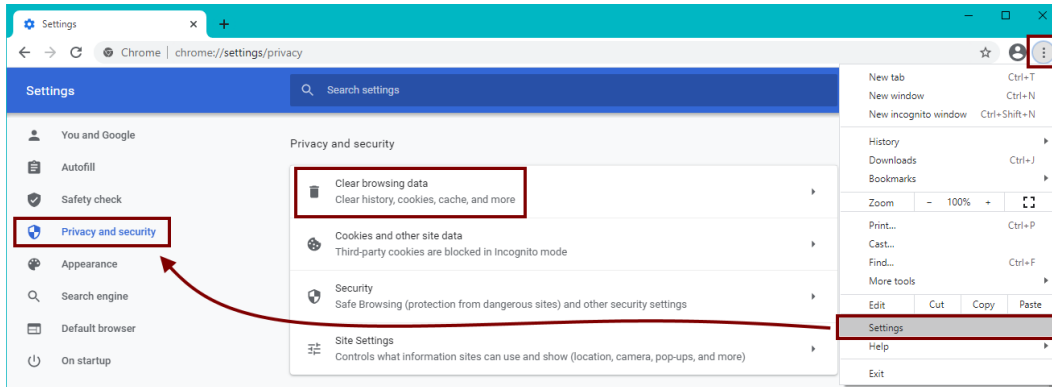 Settings
Chrome | chrome://settings/privacy
Settings
Search settings
You and Google
Autofill
Safety check
Privacy and security
Appearance
Search engine
Default browser
On startup
Privacy and security
Clear browsing data
Clear history, cookies, cache, and more
Cookies and other site data
Third-party cookies are blocked in Incognito mode
Security
Safe Browsing (protection from dangerous sites) and other security settings
Site Settings
Controls what information sites can use and show (location, camera, pop-ups, and more)
New tab Ctrl+T
New window Ctrl+N
New incognito window Ctrl+Shift+N
History
Downloads Ctrl+J
Bookmarks
Zoom - 100% +
Print... Ctrl+P
Cast...
Find... Ctrl+F
More tools
Edit Cut Copy Paste
Settings
Help
Exit